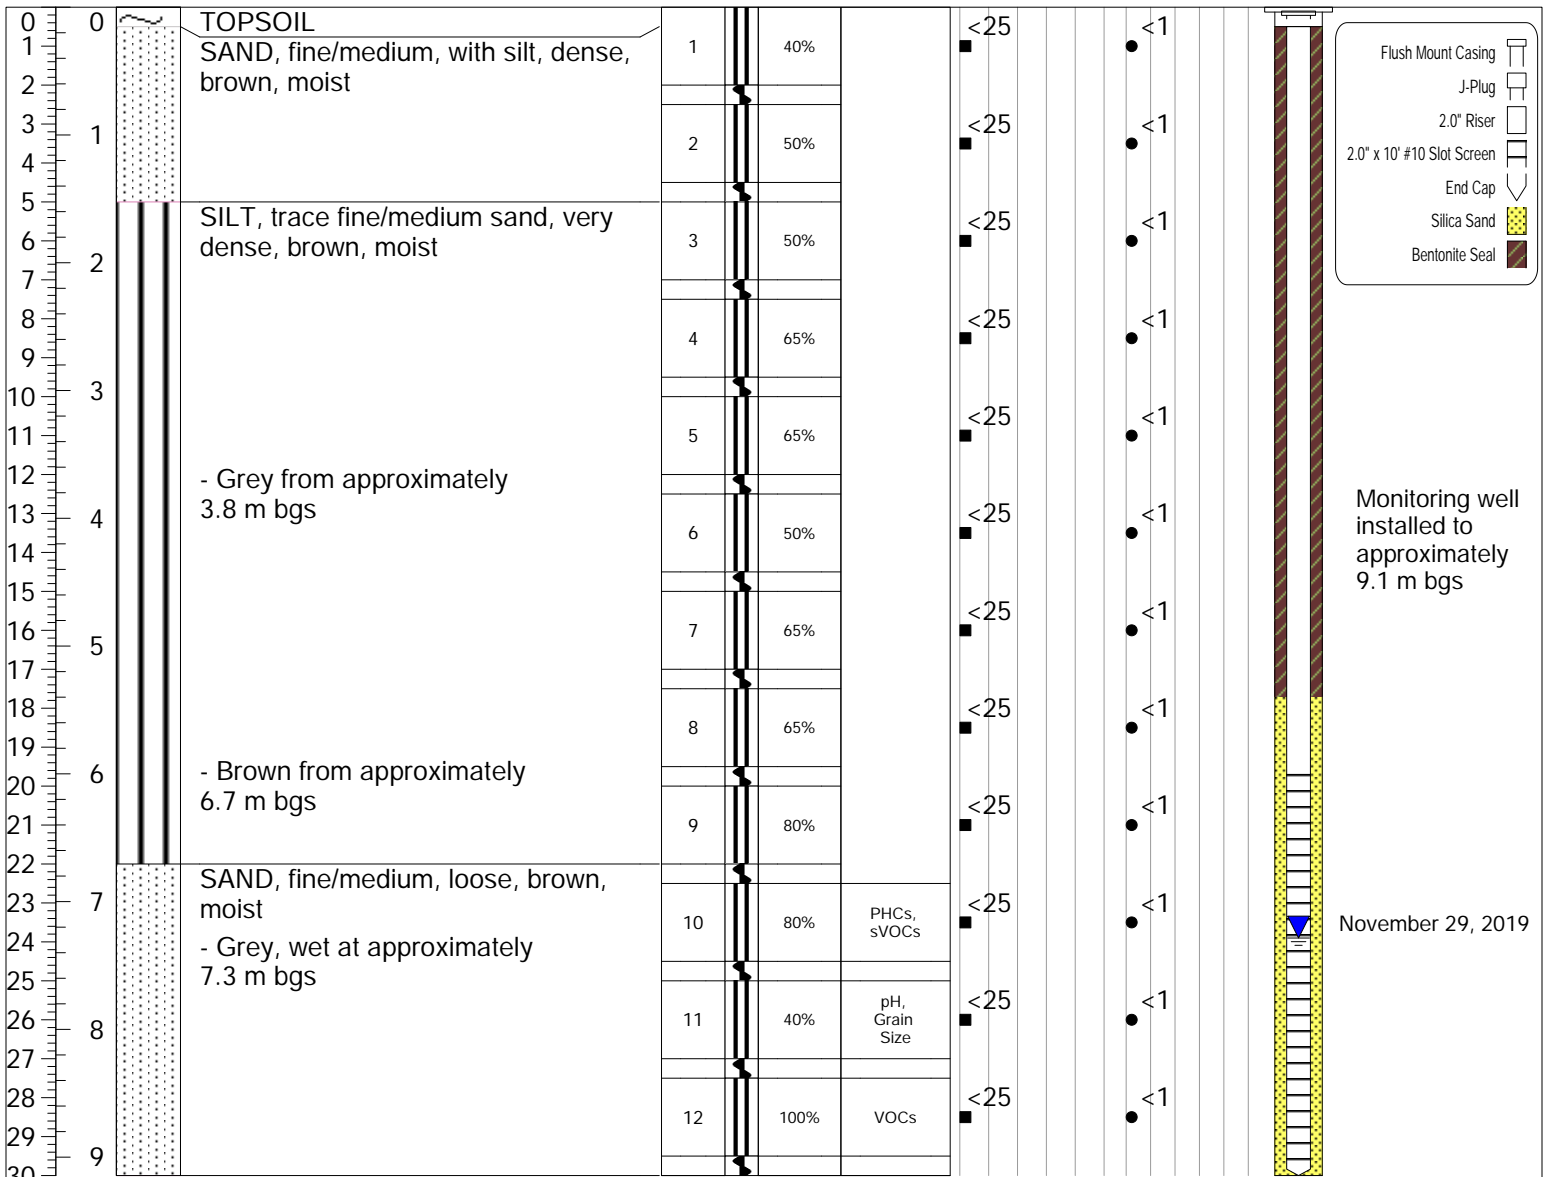 0
1
2
3
4
5
6
7
8
9
10
11
12
13
14
15
16
17
18
19
20
21
22
23
24
25
26
27
28
29
30
0
1
2
3
4
5
6
7
8
9
TOPSOIL
SAND, fine/medium, with silt, dense,
brown, moist
SILT, trace fine/medium sand, very
dense, brown, moist
- Grey from approximately
3.8 m bgs
- Brown from approximately
6.7 m bgs
SAND, fine/medium, loose, brown,
moist
- Grey, wet at approximately
7.3 m bgs
1 40% <25 <1
2 50% <25 <1
3 50% <25 <1
4 65% <25 <1
5 65% <25 <1
6 50% <25 <1
7 65% <25 <1
8 65% <25 <1
9 80% <25 <1
10 80% PHCs,
sVOCs
<25 <1
11 40% pH,
Grain
Size
<25 <1
12 100% VOCs <25 <1
Flush Mount Casing
J-Plug
2.0" Riser
2.0" x 10' #10 Slot Screen
End Cap
Silica Sand
Bentonite Seal
Monitoring well
installed to
approximately
9.1 m bgs
November 29, 2019